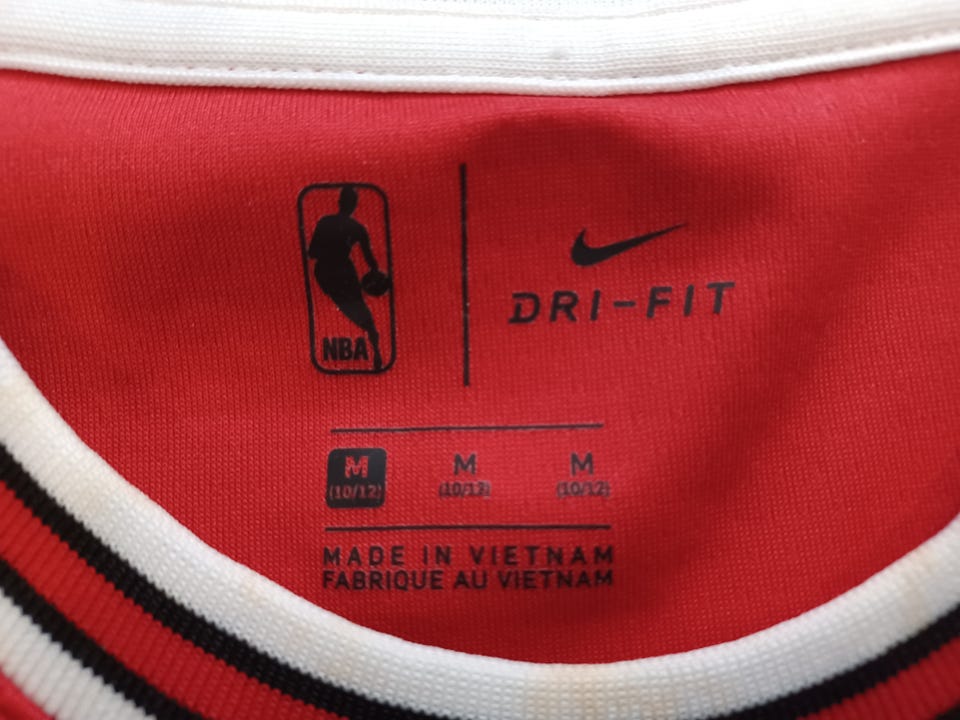 NBA
DRI-FIT
M M M
(10/12) (10/12) (10/12)
MADE IN VIETNAM
FABRIQUE AU VIETNAM